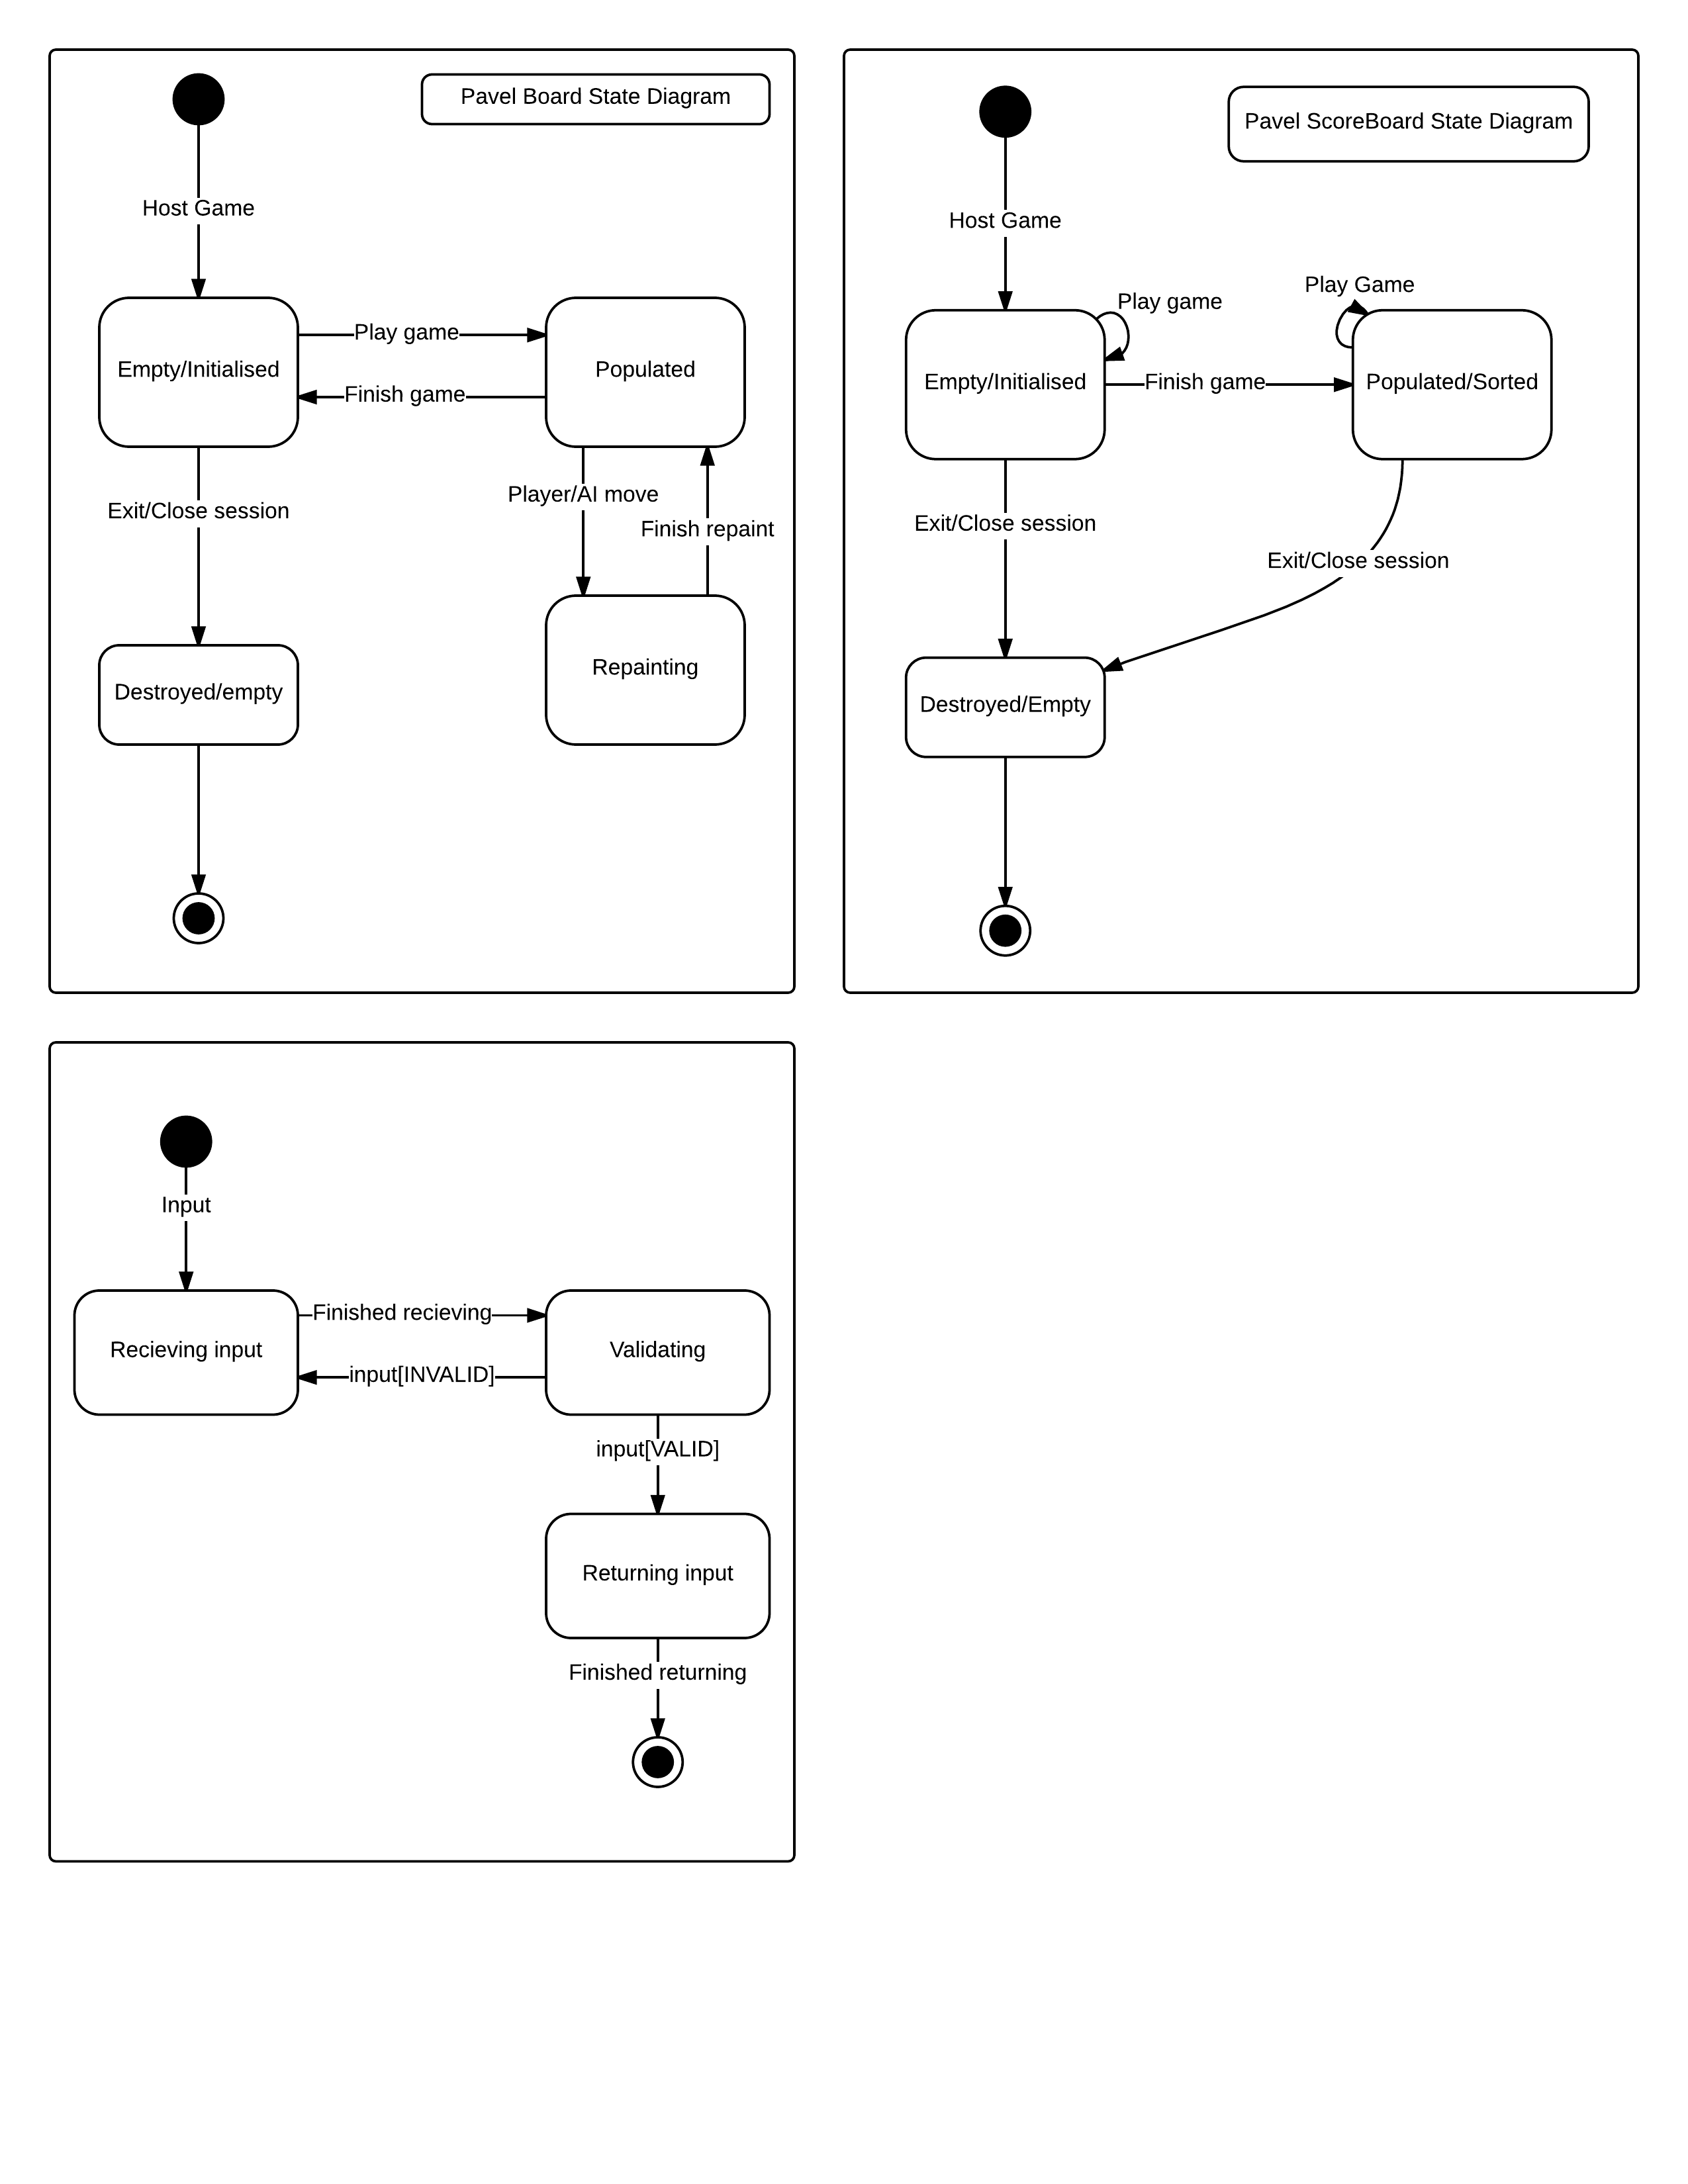 Pavel Board State Diagram
Host Game
Empty/Initialised
Play game
Finish game
Populated
Exit/Close session
Player/AI move
Finish repaint
Destroyed/empty
Repainting
Pavel ScoreBoard State Diagram
Host Game
Play game
Play Game
Empty/Initialised
Finish game
Populated/Sorted
Exit/Close session
Exit/Close session
Destroyed/Empty
Input
Recieving input
Finished recieving
input[INVALID]
Validating
input[VALID]
Returning input
Finished returning